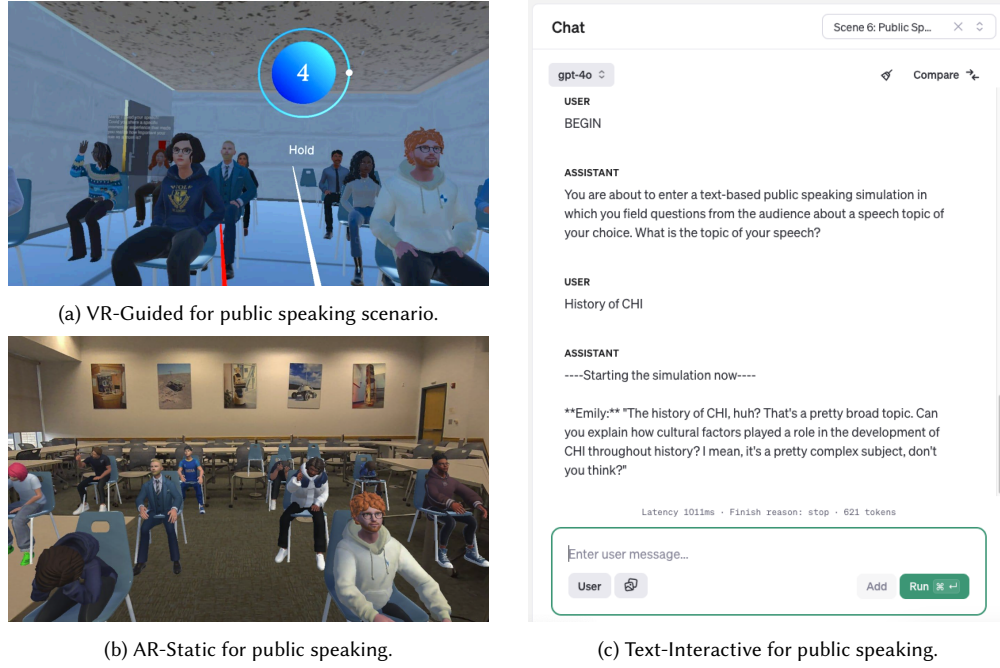 4
Hold
(a) VR-Guided for public speaking scenario.
(b) AR-Static for public speaking.
Chat
Scene 6: Public Sp...
gpt-4o
Compare
USER
BEGIN
ASSISTANT
You are about to enter a text-based public speaking simulation in
which you field questions from the audience about a speech topic of
your choice. What is the topic of your speech?
USER
History of CHI
ASSISTANT
----Starting the simulation now----
**Emily:** "The history of CHI, huh? That's a pretty broad topic. Can
you explain how cultural factors played a role in the development of
CHI throughout history? I mean, it's a pretty complex subject, don't
you think?"
Latency 1011ms · Finish reason: stop · 621 tokens
Enter user message...
User
Add
Run ⌘ ↵
(c) Text-Interactive for public speaking.